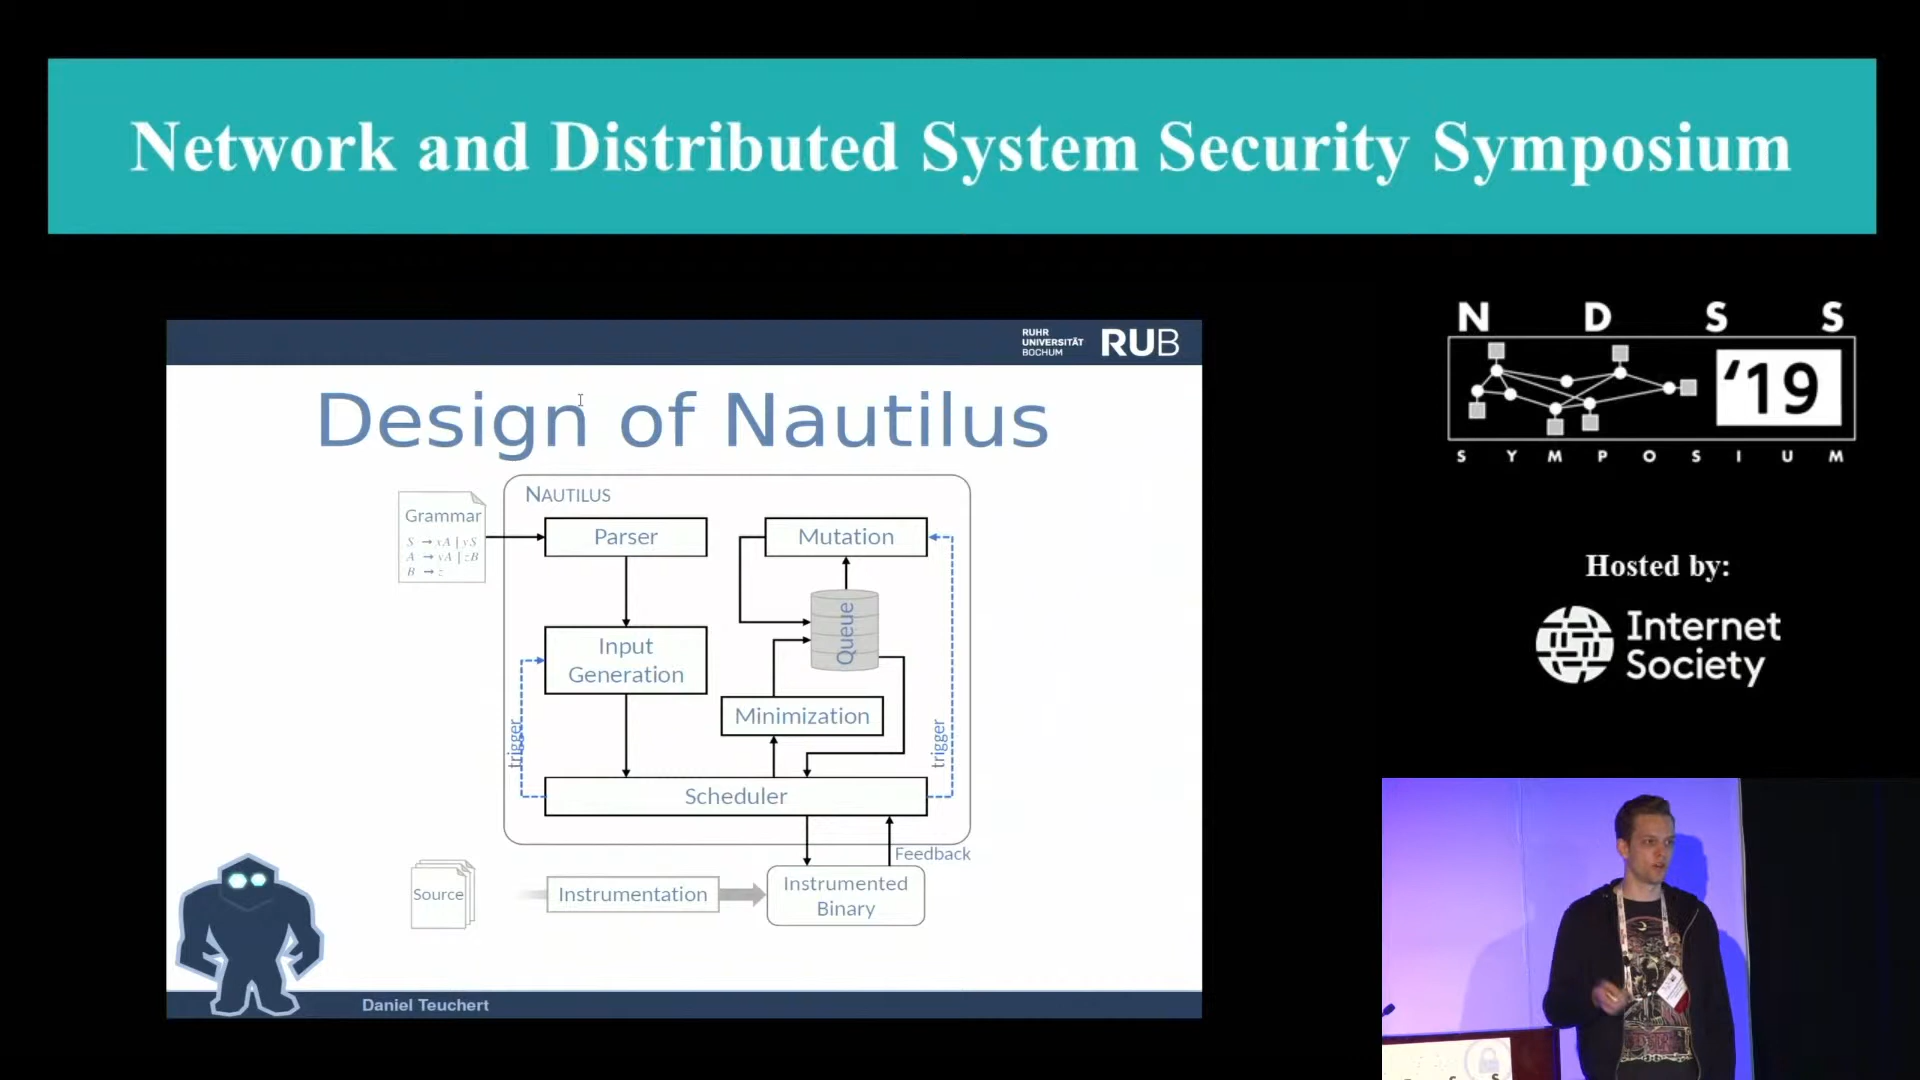 Network and Distributed System Security Symposium
RUHR
UNIVERSITÄT
BOCHUM
RUB
Design of Nautilus
NAUTILUS
Grammar
S → xA | yS
A → vA | zB
B → z
Parser
Mutation
Input
Generation
Queue
Minimization
trigger
trigger
Scheduler
Feedback
Source
Instrumentation
Instrumented
Binary
Daniel Teuchert
N D S S
'19
S Y M P O S I U M
Hosted by:
Internet
Society